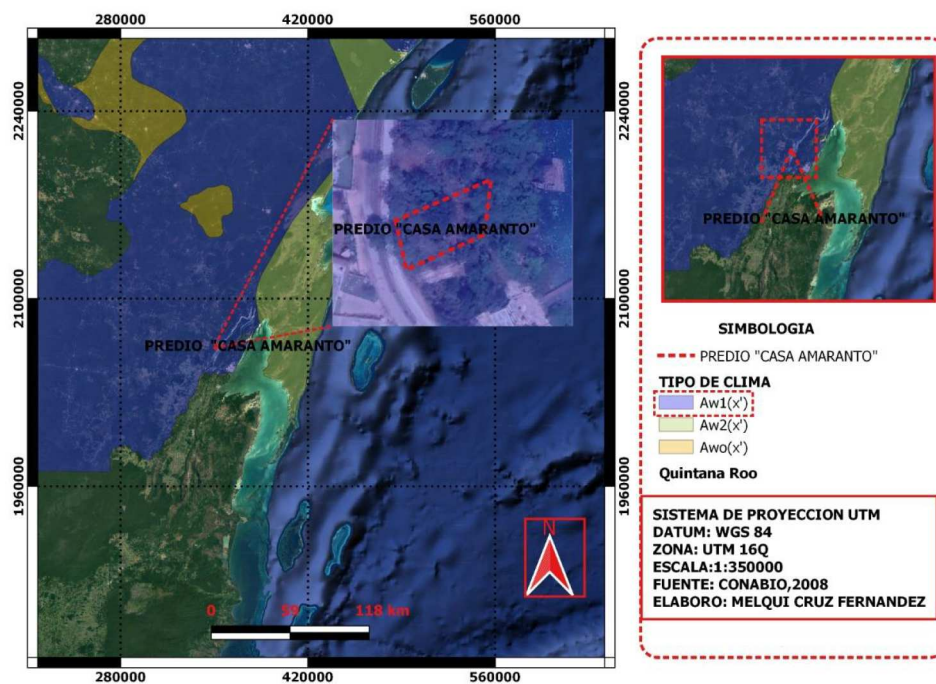 280000 420000 560000
2240000 2240000
PREDIO "CASA AMARANTO"
2100000 2100000
PREDIO "CASA AMARANTO"
1960000 1960000
N
0 59 118 km
280000 420000 560000
PREDIO "CASA AMARANTO"
SIMBOLOGIA
PREDIO "CASA AMARANTO"
TIPO DE CLIMA
Aw1(x')
Aw2(x')
Awo(x')
Quintana Roo
SISTEMA DE PROYECCION UTM
DATUM: WGS 84
ZONA: UTM 16Q
ESCALA:1:350000
FUENTE: CONABIO,2008
ELABORO: MELQUI CRUZ FERNANDEZ